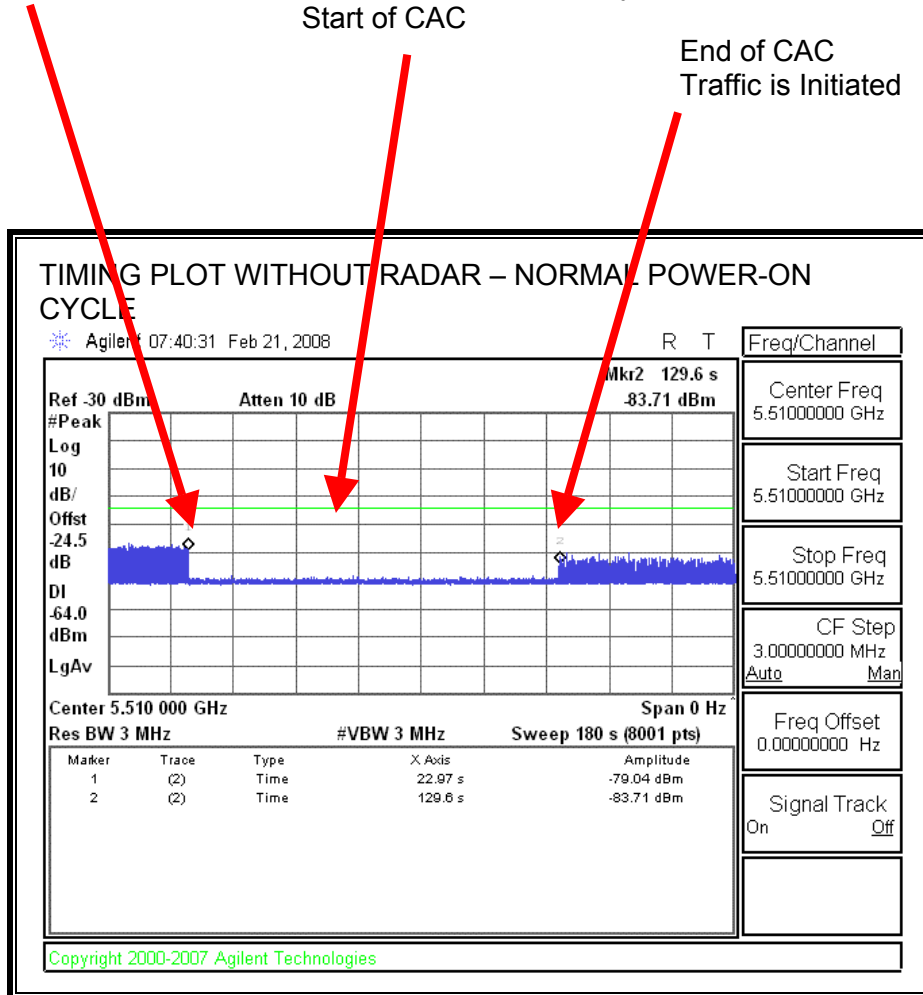 Start of CAC
End of CAC
Traffic is Initiated
TIMING PLOT WITHOUT RADAR – NORMAL POWER-ON
CYCLE
Agilent 07:40:31 Feb 21, 2008
R T
Mkr2 129.6 s
Ref -30 dBm
Atten 10 dB
-83.71 dBm
#Peak
Log
10
dB/
Offst
-24.5
dB
DI
-64.0
dBm
LgAv
1
2
Center 5.510 000 GHz
Span 0 Hz ^
Res BW 3 MHz
#VBW 3 MHz
Sweep 180 s (8001 pts)
Marker Trace Type X Axis Amplitude
1 (2) Time 22.97 s -79.04 dBm
2 (2) Time 129.6 s -83.71 dBm
Freq/Channel
Center Freq
5.51000000 GHz
Start Freq
5.51000000 GHz
Stop Freq
5.51000000 GHz
CF Step
3.00000000 MHz
Auto Man
Freq Offset
0.00000000 Hz
Signal Track
On Off
Copyright 2000-2007 Agilent Technologies